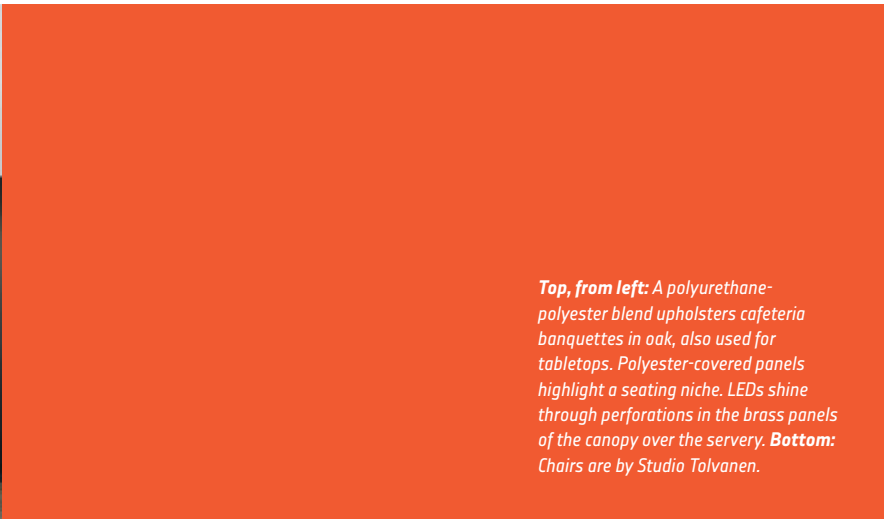 Top, from left: A polyurethane-
polyester blend upholsters cafeteria
banquettes in oak, also used for
tabletops. Polyester-covered panels
highlight a seating niche. LEDs shine
through perforations in the brass panels
of the canopy over the servery. Bottom:
Chairs are by Studio Tolvanen.